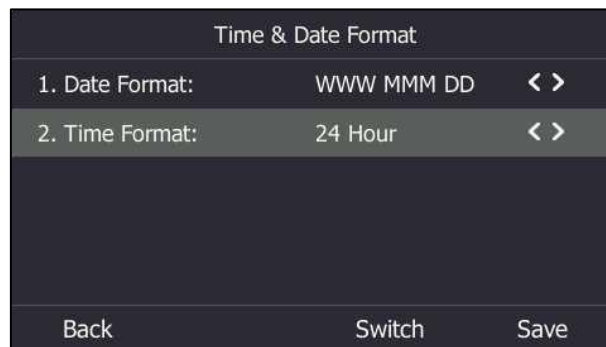 Time & Date Format
1. Date Format: WWW MMM DD < >
2. Time Format: 24 Hour < >
Back Switch Save